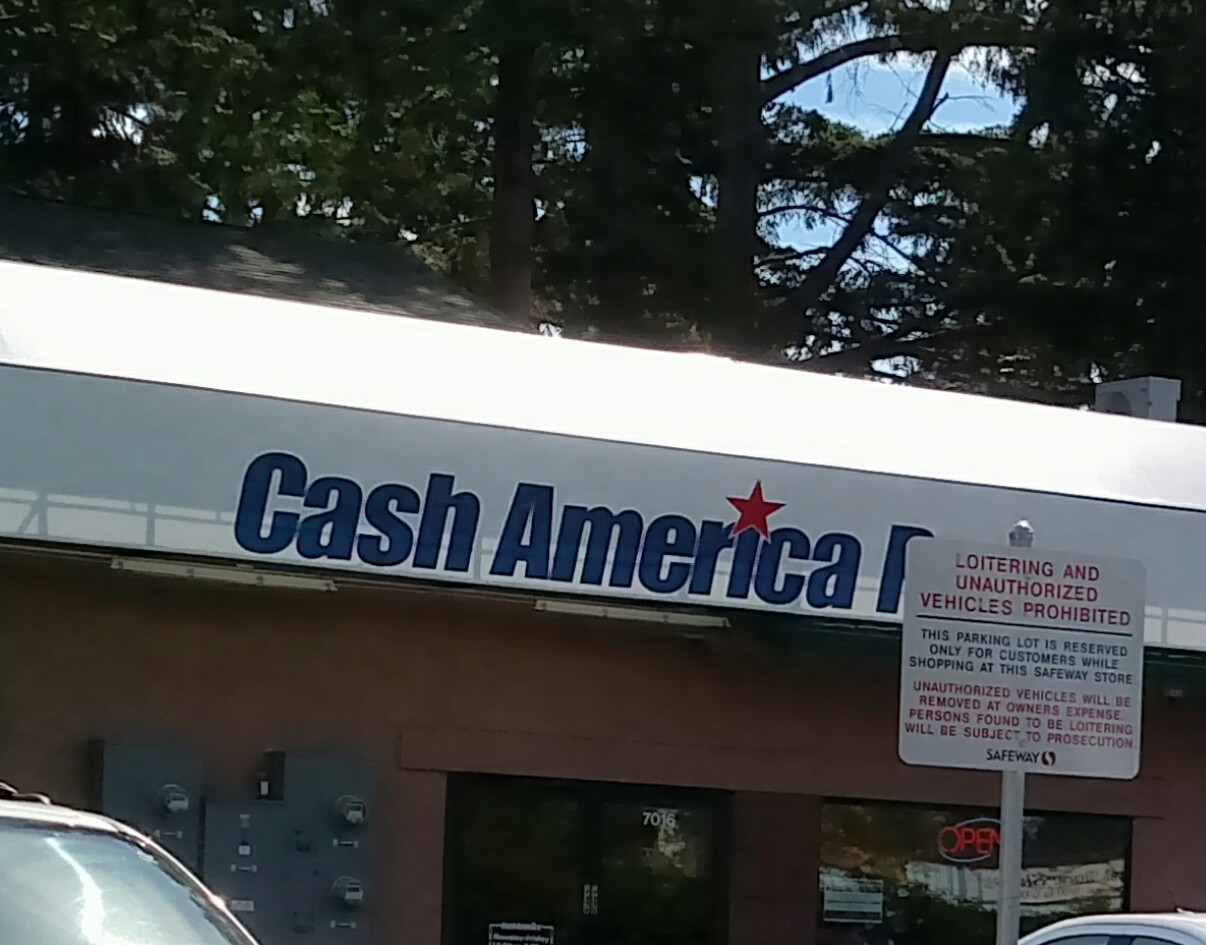 Cash America
LOITERING AND
UNAUTHORIZED
VEHICLES PROHIBITED
THIS PARKING LOT IS RESERVED
ONLY FOR CUSTOMERS WHILE
SHOPPING AT THIS SAFEWAY STORE.
UNAUTHORIZED VEHICLES WILL BE
REMOVED AT OWNERS EXPENSE.
PERSONS FOUND TO BE LOITERING
WILL BE SUBJECT TO PROSECUTION.
SAFEWAY
7016
OPEN
Monday-Friday